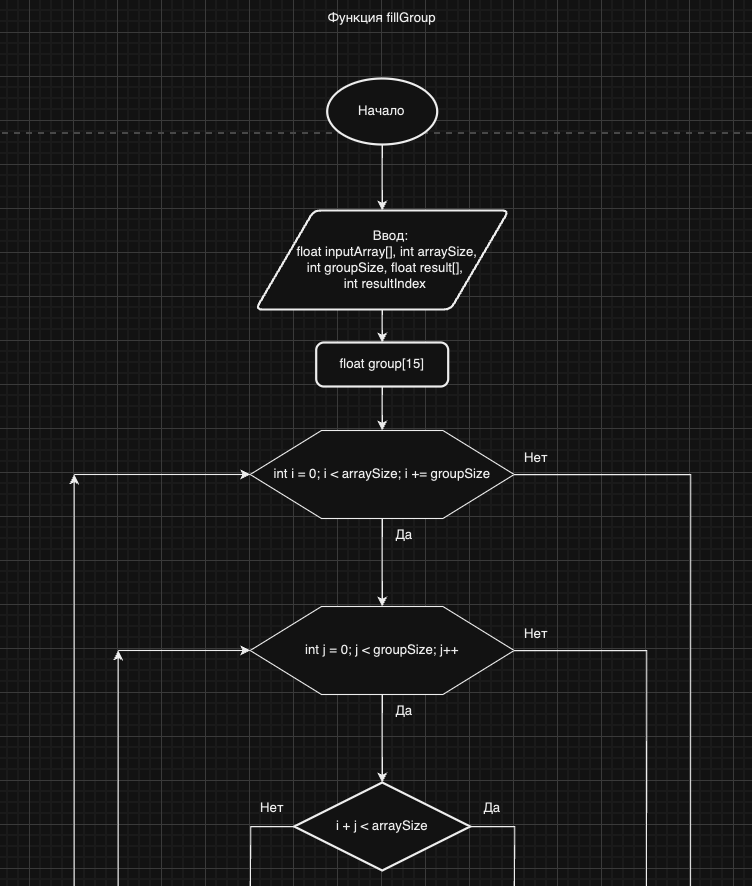 Функция fillGroup
Начало
Ввод:
float inputArray[], int arraySize,
int groupSize, float result[],
int resultIndex
float group[15]
int i = 0; i < arraySize; i += groupSize
Нет
Да
int j = 0; j < groupSize; j++
Нет
Да
Нет
Да
i + j < arraySize